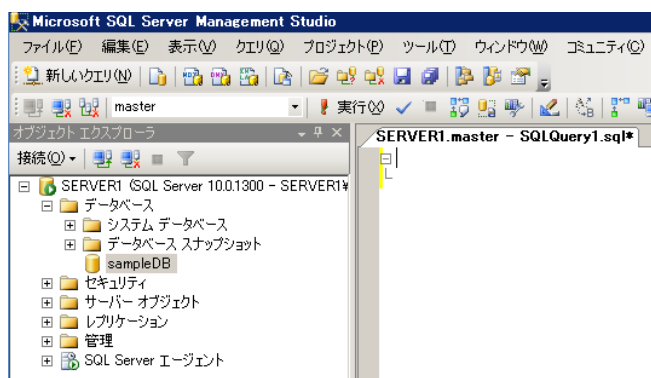 Microsoft SQL Server Management Studio
ファイル(F) 編集(E) 表示(V) クエリ(Q) プロジェクト(P) ツール(T) ウィンドウ(W) コミュニティ(C)
新しいクエリ(N)
master 実行(X)
オブジェクト エクスプローラ
SERVER1.master - SQLQuery1.sql*
接続(O)
SERVER1 (SQL Server 10.0.1300 - SERVER1¥
データベース
システム データベース
データベース スナップショット
sampleDB
セキュリティ
サーバー オブジェクト
レプリケーション
管理
SQL Server エージェント